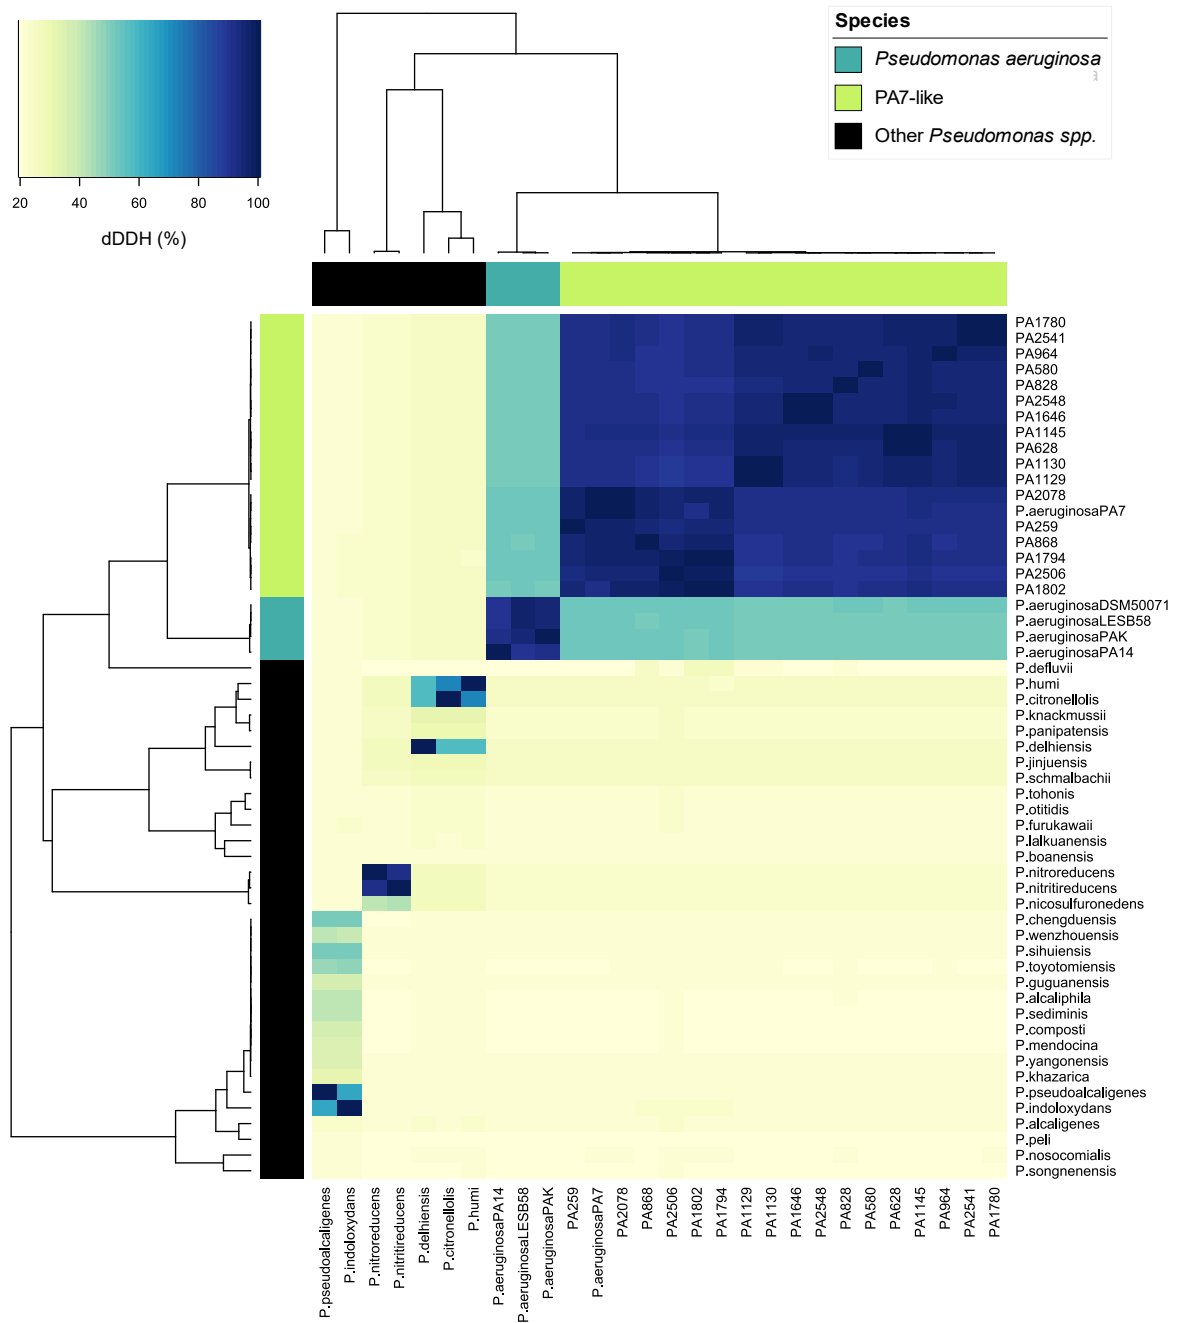 20 40 60 80 100
dDDH (%)
Species
Pseudomonas aeruginosa
PA7-like
Other Pseudomonas spp.
PA1780
PA2541
PA964
PA580
PA828
PA2548
PA1646
PA1145
PA628
PA1130
PA1129
PA2078
P.aeruginosaPA7
PA259
PA868
PA1794
PA2506
PA1802
P.aeruginosaDSM50071
P.aeruginosaLESB58
P.aeruginosaPAK
P.aeruginosaPA14
P.defluvii
P.humi
P.citronellolis
P.knackmussii
P.panipatensis
P.delhiensis
P.jinjuensis
P.schmalbachii
P.tohonis
P.otitidis
P.furukawaii
P.lalkuanensis
P.boanensis
P.nitroreducens
P.nitritireducens
P.nicosulfuronedens
P.chengduensis
P.wenzhouensis
P.sihuiensis
P.toyotomiensis
P.guguanensis
P.alcaliphila
P.sediminis
P.composti
P.mendocina
P.yangonensis
P.khazarica
P.pseudoalcaligenes
P.indoloxydans
P.alcaligenes
P.peli
P.nosocomialis
P.songnenensis
P.pseudoalcaligenes
P.indoloxydans
P.nitroreducens
P.nitritireducens
P.delhiensis
P.citronellolis
P.humi
P.aeruginosaPA14
P.aeruginosaLESB58
P.aeruginosaPAK
PA259
P.aeruginosaPA7
PA2078
PA868
PA2506
PA1802
PA1794
PA1129
PA1130
PA1646
PA2548
PA828
PA580
PA628
PA1145
PA964
PA2541
PA1780